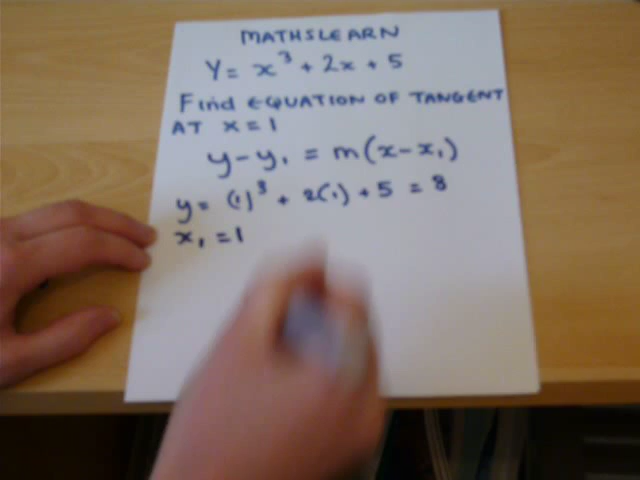 MATHSLEARN
Y = x³ + 2x + 5
Find EQUATION OF TANGENT
AT x = 1
y - y₁ = m(x - x₁)
y = (1)³ + 2(1) + 5 = 8
x₁ = 1